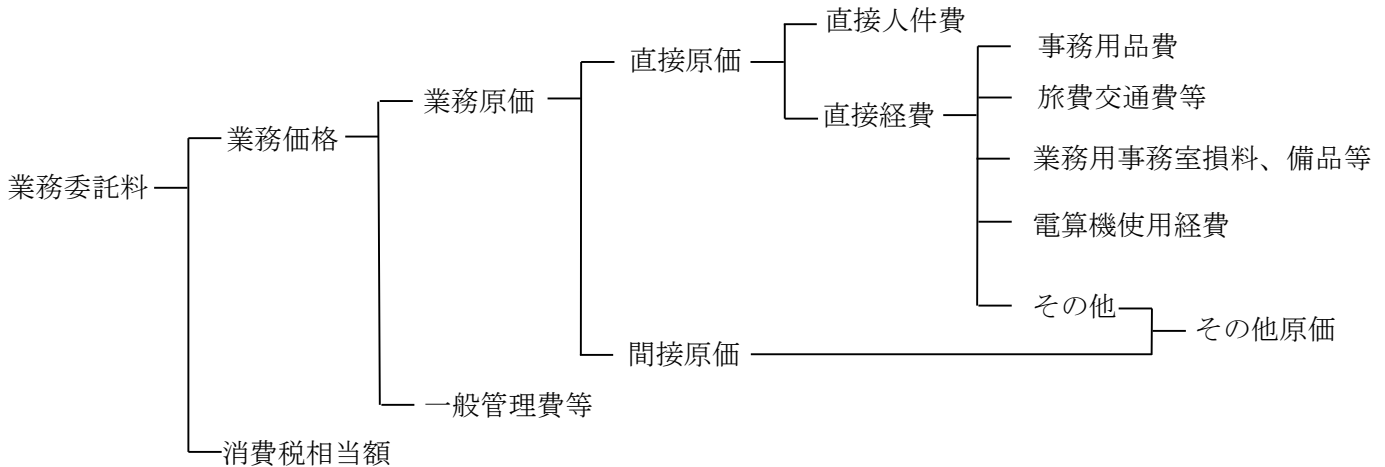 業務委託料
業務価格
業務原価
直接原価
直接人件費
直接経費
事務用品費
旅費交通費等
業務用事務室損料、備品等
電算機使用経費
その他
その他原価
間接原価
一般管理費等
消費税相当額